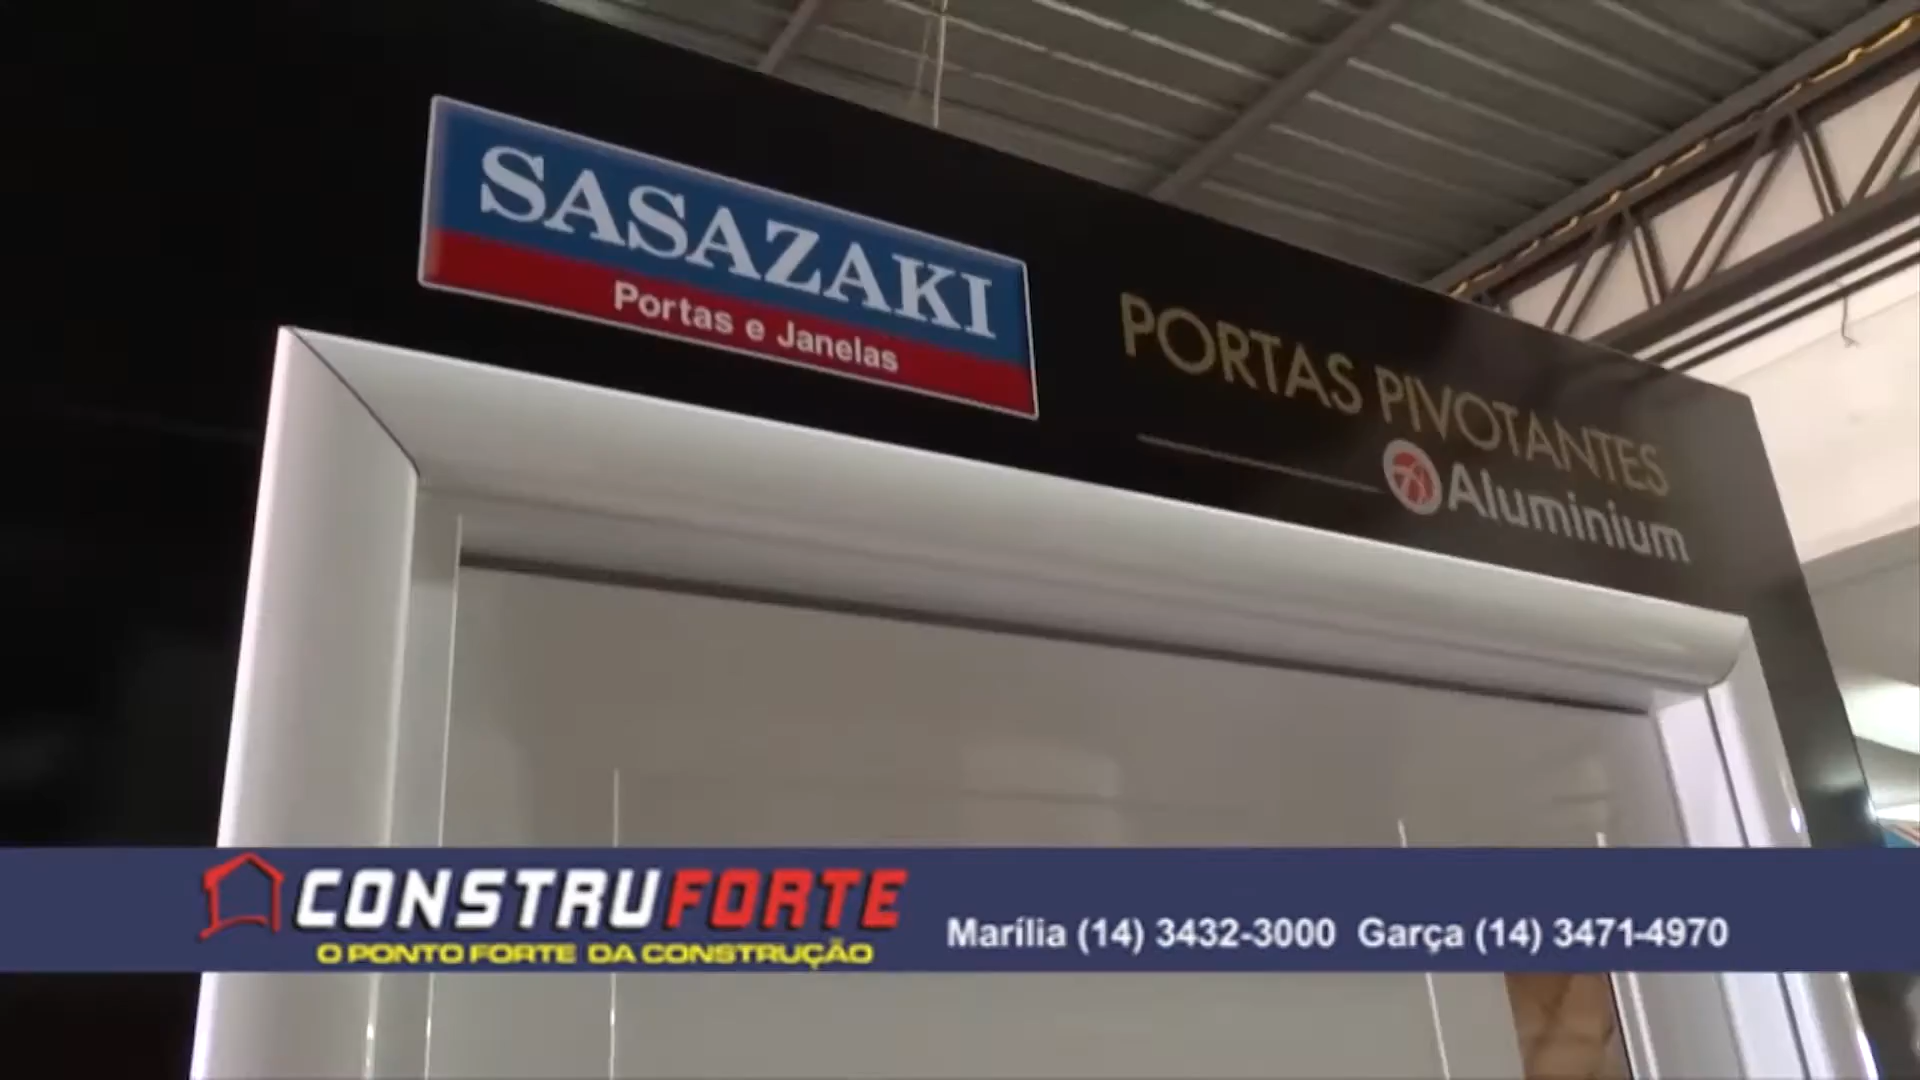 SASAZAKI
Portas e Janelas
PORTAS PIVOTANTES
Aluminium
CONSTRUFORTE
O PONTO FORTE DA CONSTRUÇÃO
Marília (14) 3432-3000 Garça (14) 3471-4970